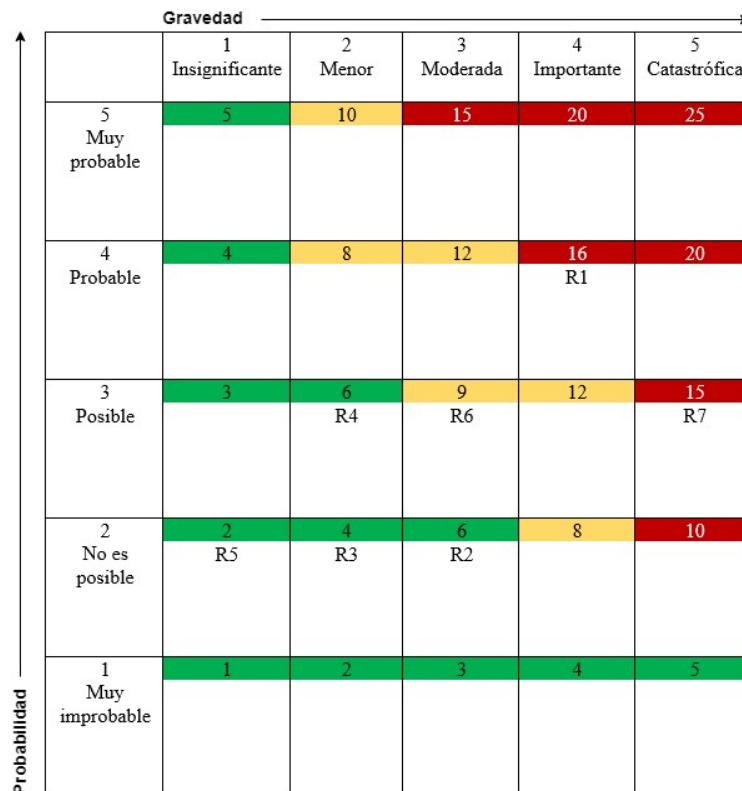 Gravedad
1 2 3 4 5
Insignificante Menor Moderada Importante Catastrófica
5 5 10 15 20 25
Muy
probable
4 4 8 12 16 20
Probable R1
3 3 6 9 12 15
Posible R4 R6 R7
2 2 4 6 8 10
No es R5 R3 R2
posible
1 1 2 3 4 5
Muy
improbable
Probabilidad